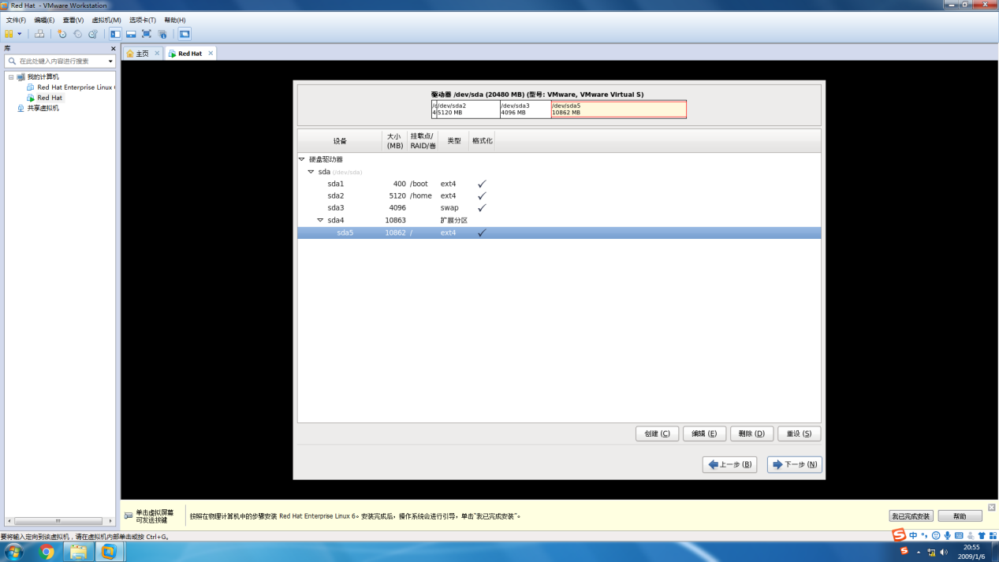 Red Hat - VMware Workstation
文件(F) 编辑(E) 查看(V) 虚拟机(M) 选项卡(T) 帮助(H)
库
在此处键入内容进行搜索
主页 Red Hat
我的计算机
Red Hat Enterprise Linux
Red Hat
共享虚拟机
驱动器 /dev/sda (20480 MB) (型号: VMware, VMware Virtual S)
/dev/sda2 /dev/sda3 /dev/sda5
5120 MB 4096 MB 10862 MB
设备 大小 (MB) 挂载点/ RAID/卷 类型 格式化
硬盘驱动器
sda (/dev/sda)
sda1 400 /boot ext4
sda2 5120 /home ext4
sda3 4096 swap
sda4 10863 扩展分区
sda5 10862 / ext4
创建 (C) 编辑 (E) 删除 (D) 重设 (S)
上一步 (B) 下一步 (N)
单击虚拟屏幕
可发送按键
按照在物理计算机中的步骤安装 Red Hat Enterprise Linux 6。安装完成后，操作系统会进行引导，单击"我已完成安装"。
我已完成安装 帮助
要将输入定向到该虚拟机，请在虚拟机内部单击或按 Ctrl+G。
中
20:55
2009/1/6